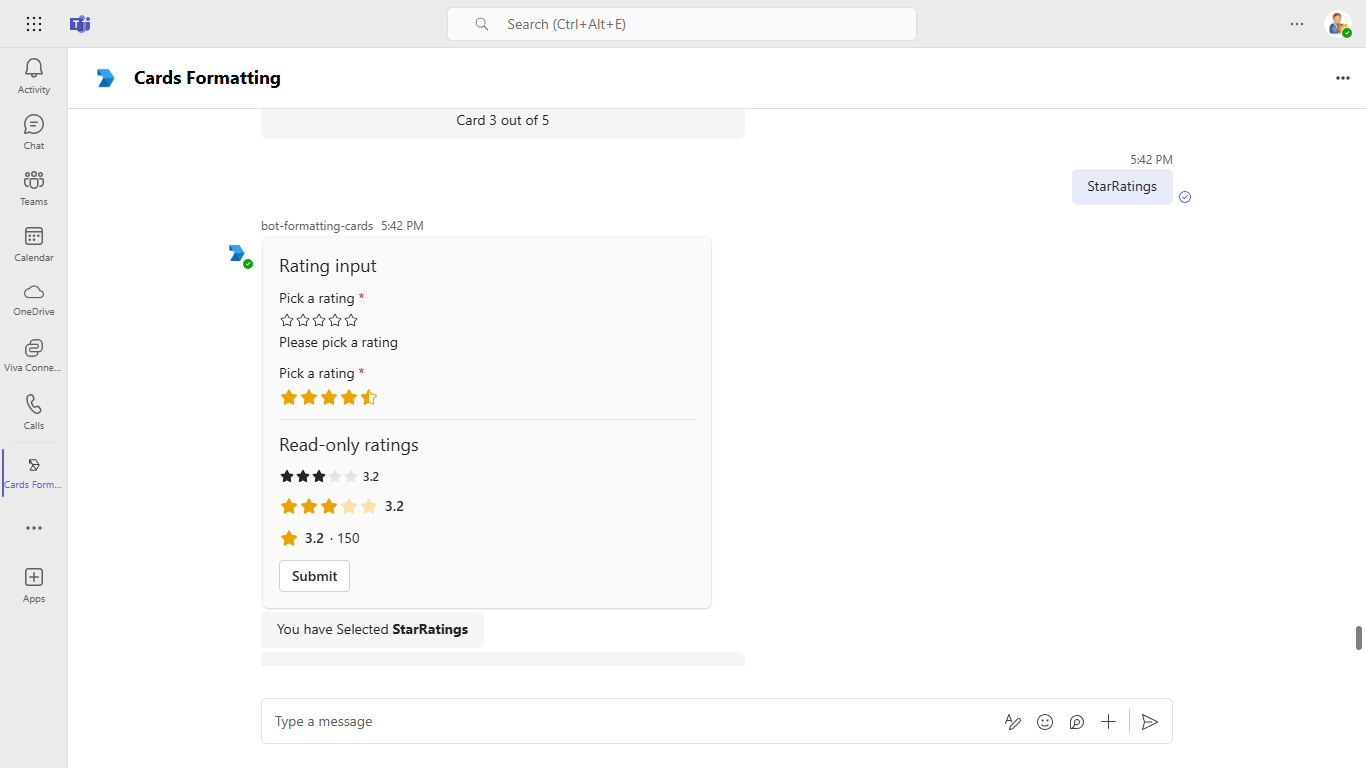 Search (Ctrl+Alt+E)
Activity
Chat
Teams
Calendar
OneDrive
Viva Conne...
Calls
Cards Form...
Apps
Cards Formatting
Card 3 out of 5
5:42 PM
StarRatings
bot-formatting-cards 5:42 PM
Rating input
Pick a rating *
Please pick a rating
Pick a rating *
Read-only ratings
3.2
3.2
3.2 · 150
Submit
You have Selected StarRatings
Type a message